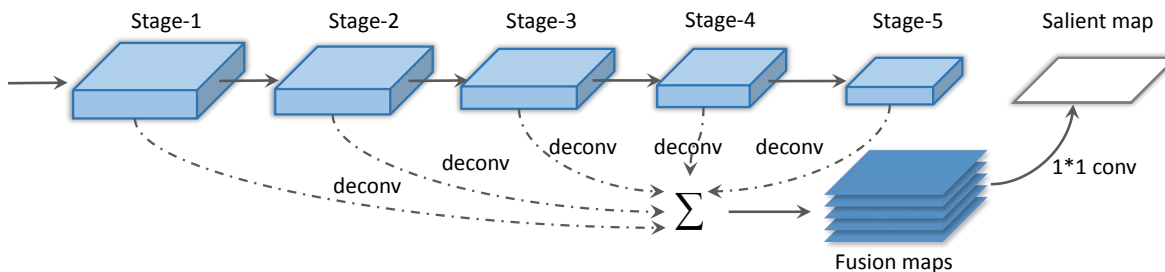 Stage-1
Stage-2
Stage-3
Stage-4
Stage-5
Salient map
deconv
deconv
deconv
deconv
deconv
1*1 conv
∑
Fusion maps